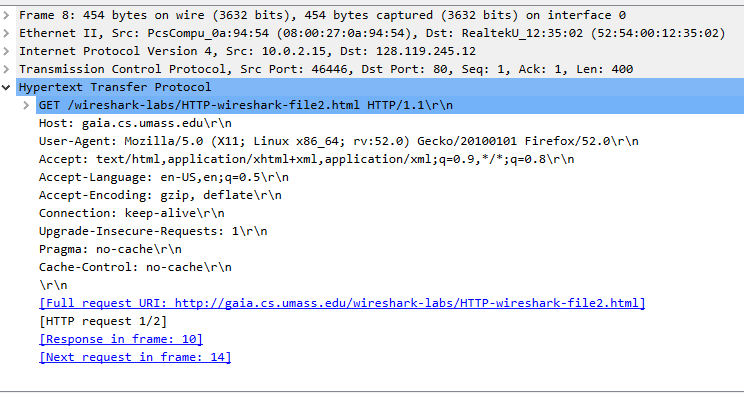 Frame 8: 454 bytes on wire (3632 bits), 454 bytes captured (3632 bits) on interface 0
Ethernet II, Src: PcsCompu_0a:94:54 (08:00:27:0a:94:54), Dst: RealtekU_12:35:02 (52:54:00:12:35:02)
Internet Protocol Version 4, Src: 10.0.2.15, Dst: 128.119.245.12
Transmission Control Protocol, Src Port: 46446, Dst Port: 80, Seq: 1, Ack: 1, Len: 400
Hypertext Transfer Protocol
GET /wireshark-labs/HTTP-wireshark-file2.html HTTP/1.1\r\n
Host: gaia.cs.umass.edu\r\n
User-Agent: Mozilla/5.0 (X11; Linux x86_64; rv:52.0) Gecko/20100101 Firefox/52.0\r\n
Accept: text/html,application/xhtml+xml,application/xml;q=0.9,*/*;q=0.8\r\n
Accept-Language: en-US,en;q=0.5\r\n
Accept-Encoding: gzip, deflate\r\n
Connection: keep-alive\r\n
Upgrade-Insecure-Requests: 1\r\n
Pragma: no-cache\r\n
Cache-Control: no-cache\r\n
\r\n
[Full request URI: http://gaia.cs.umass.edu/wireshark-labs/HTTP-wireshark-file2.html]
[HTTP request 1/2]
[Response in frame: 10]
[Next request in frame: 14]